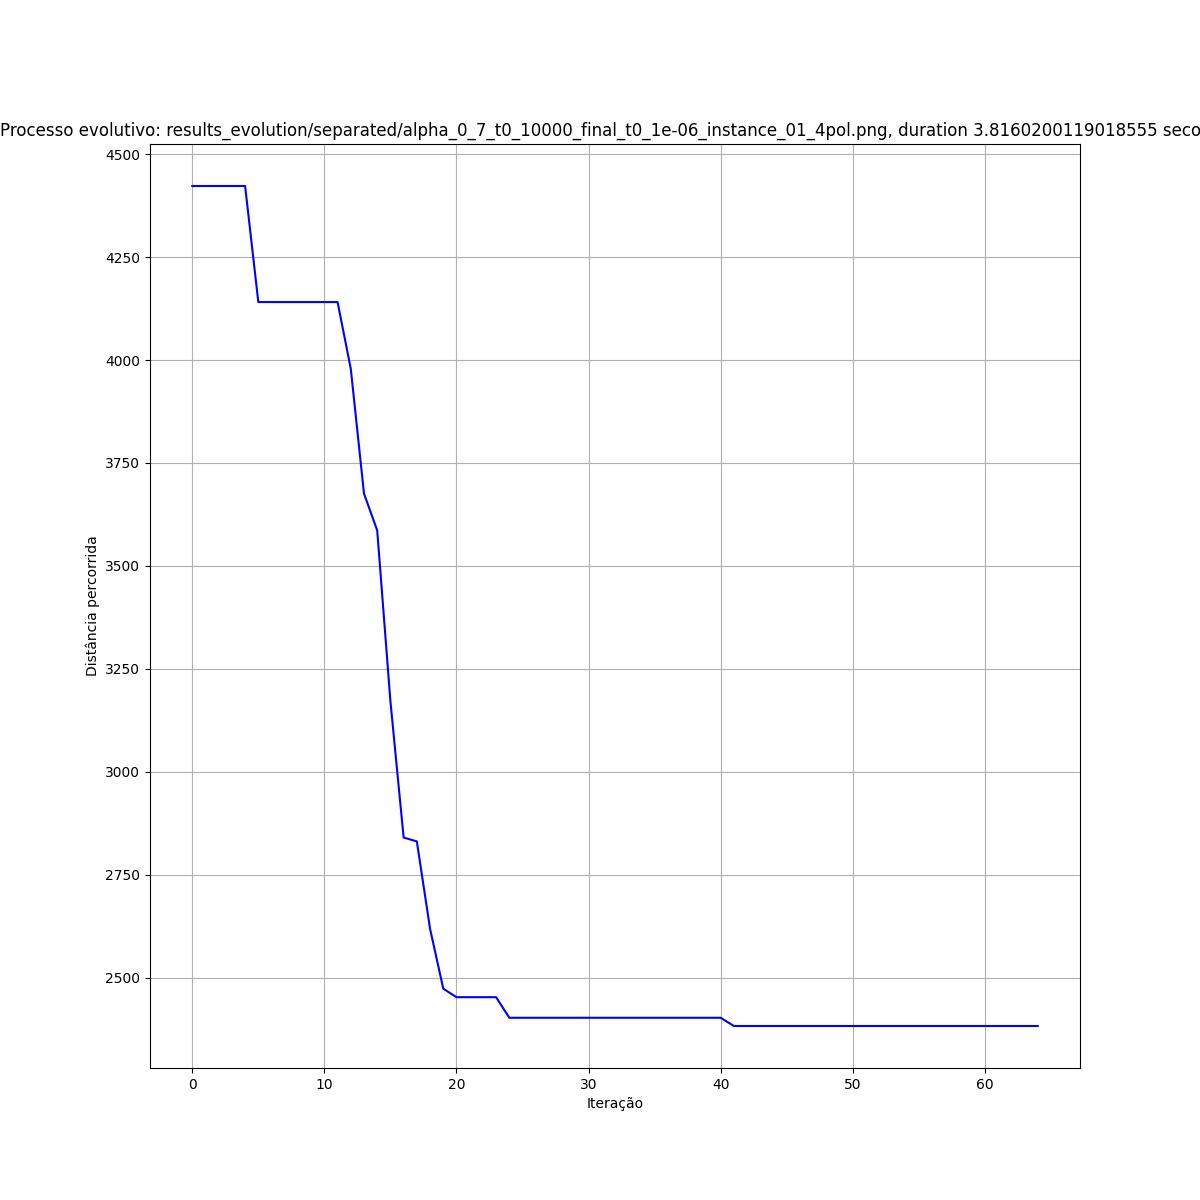 Processo evolutivo: results_evolution/separated/alpha_0_7_t0_10000_final_t0_1e-06_instance_01_4pol.png, duration 3.8160200119018555 seco
4500
4250
4000
3750
3500
3250
3000
2750
2500
Distância percorrida
0 10 20 30 40 50 60
Iteração